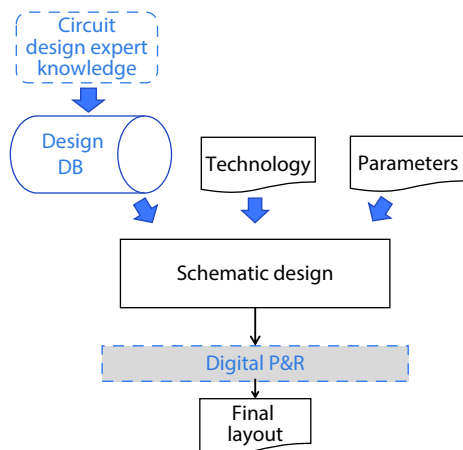 Circuit
design expert
knowledge
Design
DB
Technology
Parameters
Schematic design
Digital P&R
Final
layout